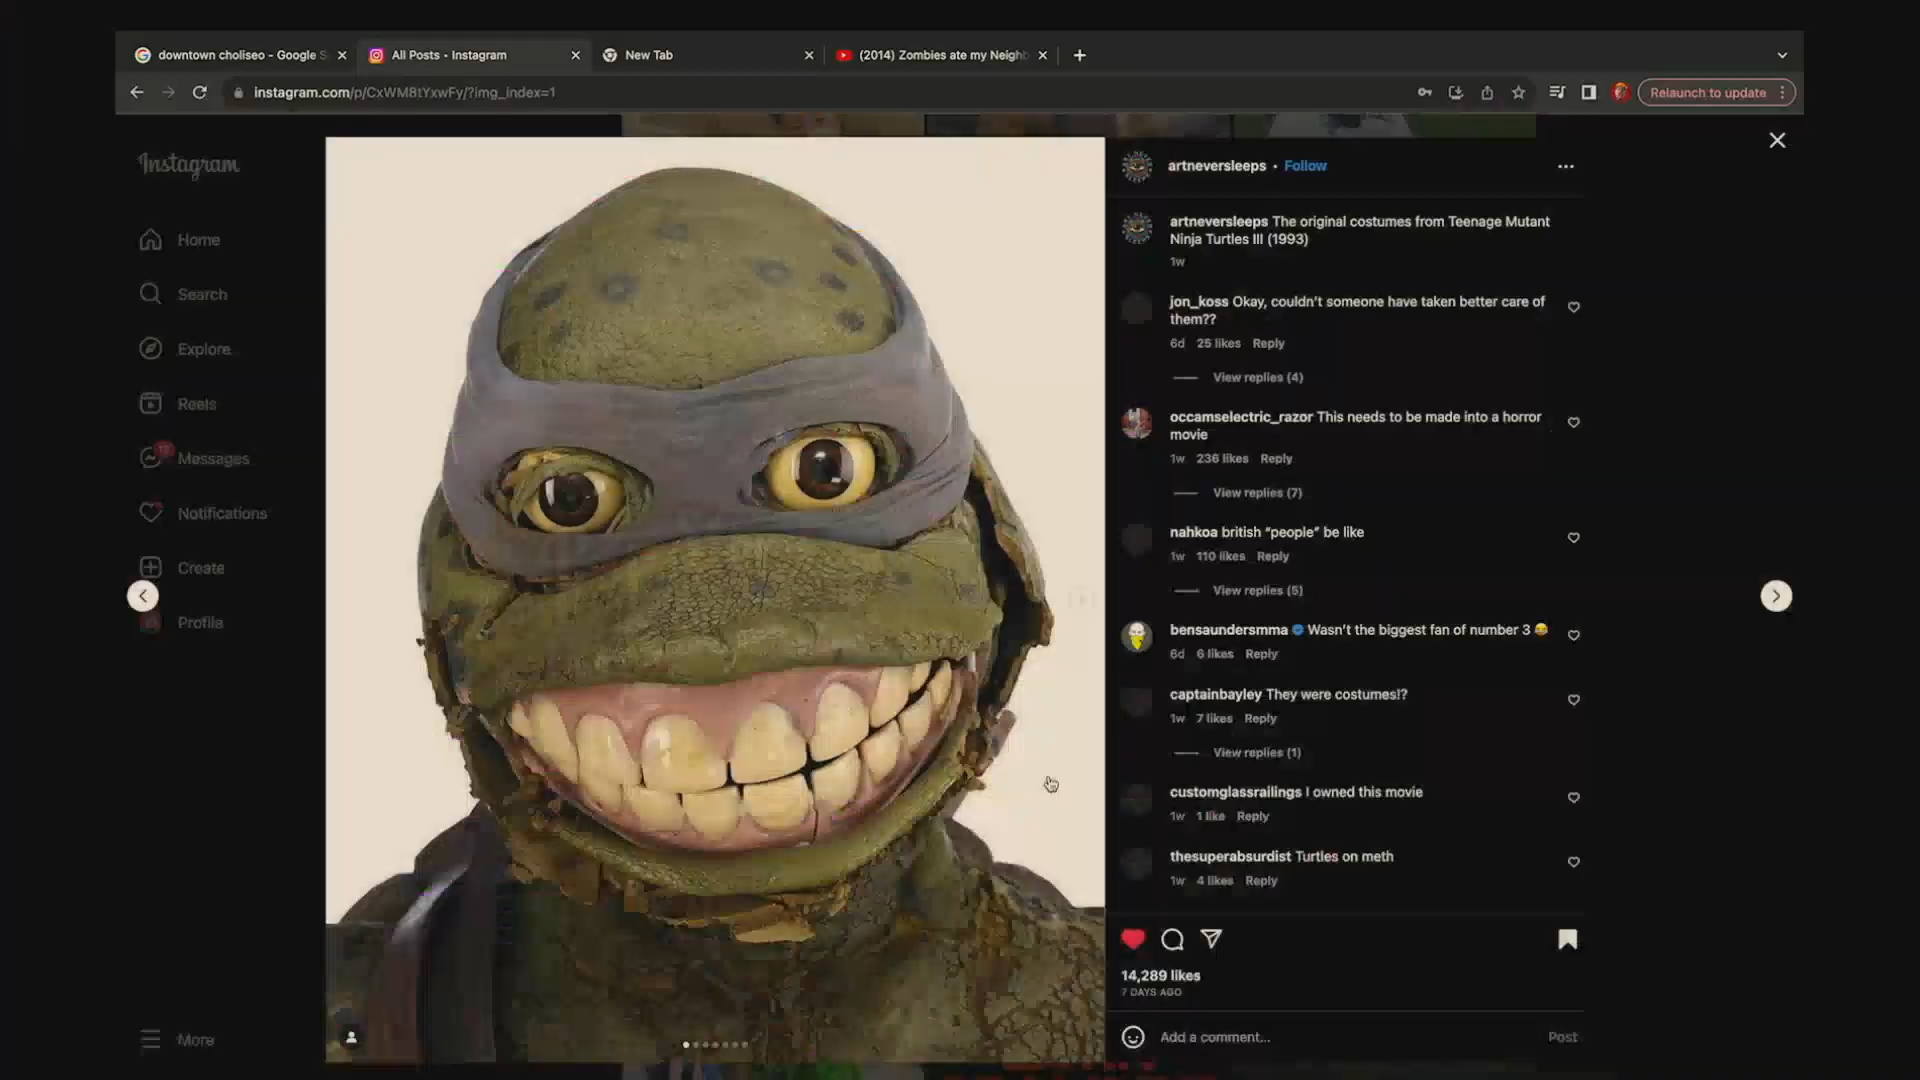 downtown choliseo - Google S
All Posts • Instagram
New Tab
(2014) Zombies ate my Neighb
instagram.com/p/CxWM8tYxwFy/?img_index=1
Relaunch to update
Instagram
Home
Search
Explore
Reels
Messages
Notifications
Create
Profile
More
artneversleeps • Follow
artneversleeps The original costumes from Teenage Mutant
Ninja Turtles III (1993)
1w
jon_koss Okay, couldn't someone have taken better care of
them??
6d 25 likes Reply
View replies (4)
occamselectric_razor This needs to be made into a horror
movie
1w 236 likes Reply
View replies (7)
nahkoa british “people” be like
1w 110 likes Reply
View replies (5)
bensaundersmma Wasn't the biggest fan of number 3 😂
6d 6 likes Reply
captainbayley They were costumes!?
1w 7 likes Reply
View replies (1)
customglassrailings I owned this movie
1w 1 like Reply
thesuperabsurdist Turtles on meth
1w 4 likes Reply
14,289 likes
7 DAYS AGO
Add a comment...
Post